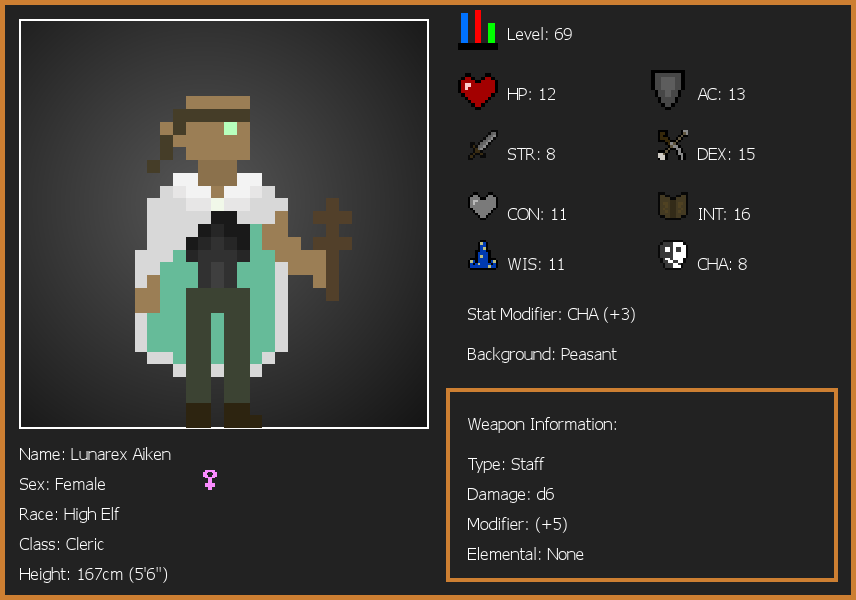 Level: 69
HP: 12
AC: 13
STR: 8
DEX: 15
CON: 11
INT: 16
WIS: 11
CHA: 8
Stat Modifier: CHA (+3)
Background: Peasant
Weapon Information:
Type: Staff
Damage: d6
Modifier: (+5)
Elemental: None
Name: Lunarex Aiken
Sex: Female
Race: High Elf
Class: Cleric
Height: 167cm (5'6")